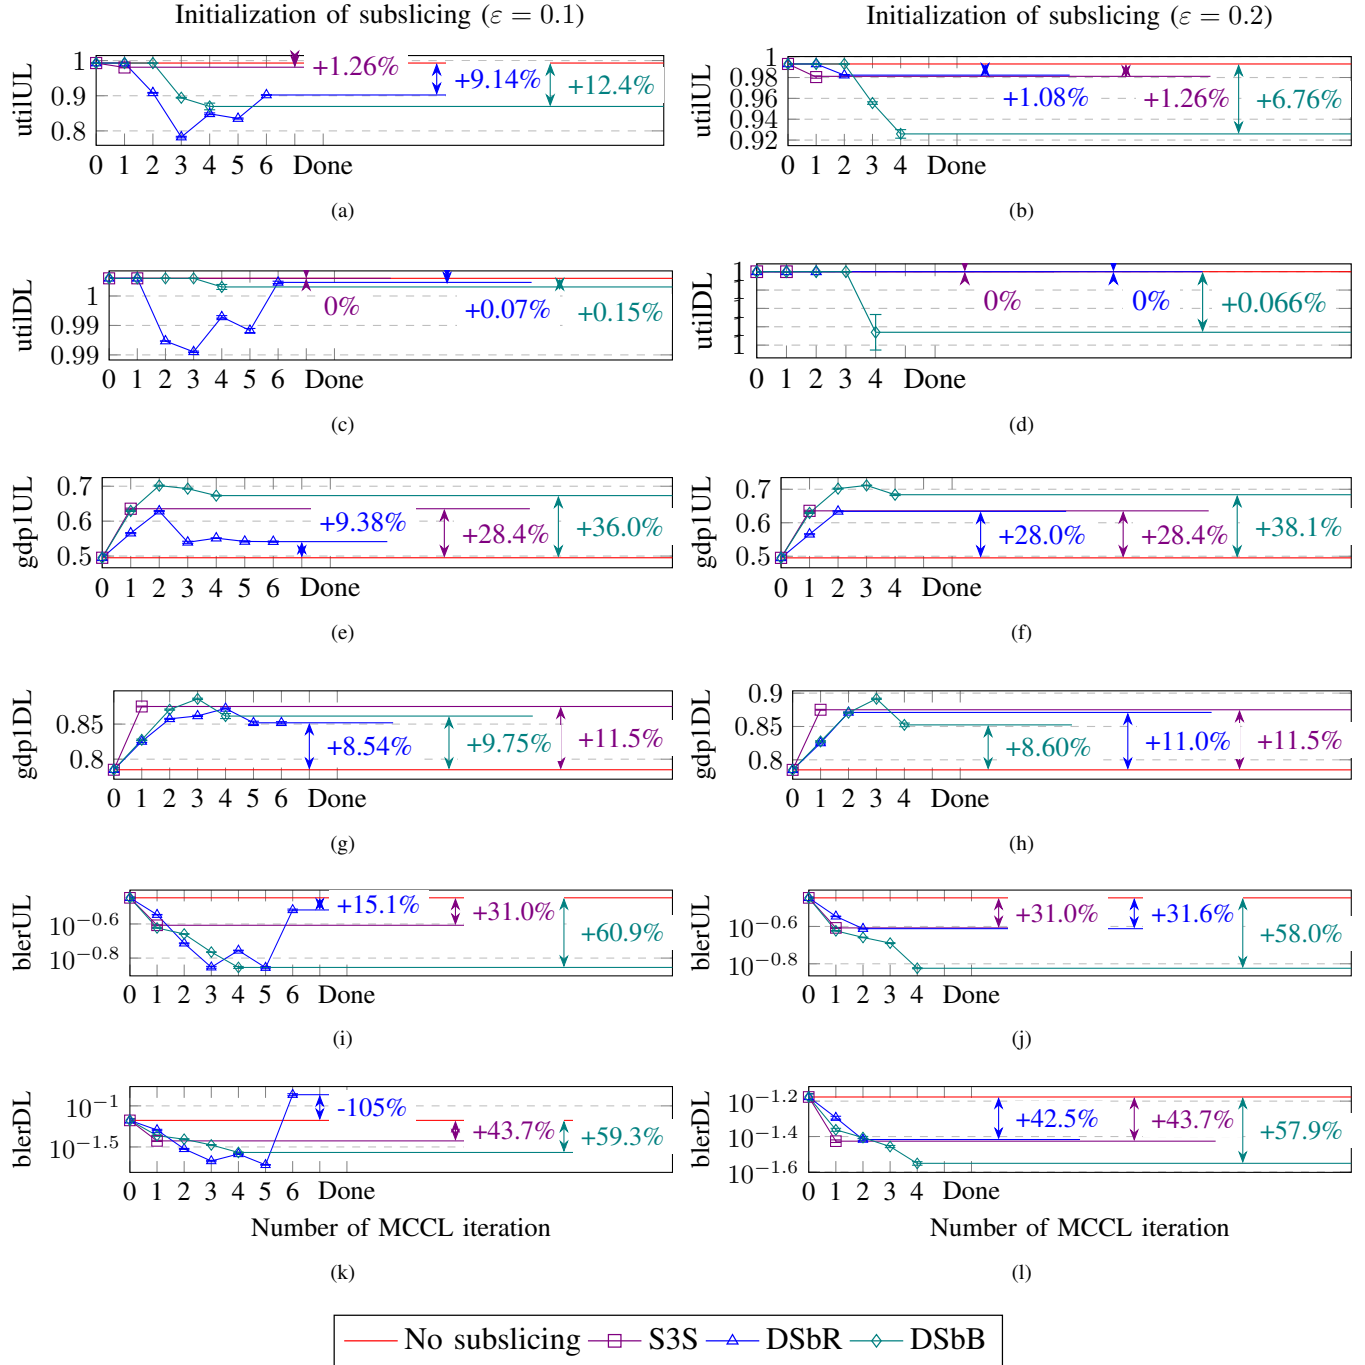 Initialization of subslicing (ε = 0.1)
Initialization of subslicing (ε = 0.2)
utilUL
1
0.9
0.8
+1.26%
+9.14%
+12.4%
0 1 2 3 4 5 6 Done
(a)
utilUL
1
0.98
0.96
0.94
0.92
+1.08%
+1.26%
+6.76%
0 1 2 3 4 Done
(b)
utilDL
1
0.99
0.99
0%
+0.07%
+0.15%
0 1 2 3 4 5 6 Done
(c)
utilDL
1
1
0%
0%
+0.066%
0 1 2 3 4 Done
(d)
gdp1UL
0.7
0.6
0.5
+9.38%
+28.4%
+36.0%
0 1 2 3 4 5 6 Done
(e)
gdp1UL
0.7
0.6
0.5
+28.0%
+28.4%
+38.1%
0 1 2 3 4 Done
(f)
gdp1DL
0.85
0.8
+8.54%
+9.75%
+11.5%
0 1 2 3 4 5 6 Done
(g)
gdp1DL
0.9
0.85
0.8
+8.60%
+11.0%
+11.5%
0 1 2 3 4 Done
(h)
blerUL
10^−0.6
10^−0.8
+15.1%
+31.0%
+60.9%
0 1 2 3 4 5 6 Done
(i)
blerUL
10^−0.6
10^−0.8
+31.0%
+31.6%
+58.0%
0 1 2 3 4 Done
(j)
blerDL
10^−1
10^−1.5
-105%
+43.7%
+59.3%
0 1 2 3 4 5 6 Done
Number of MCCL iteration
(k)
blerDL
10^−1.2
10^−1.4
10^−1.6
+42.5%
+43.7%
+57.9%
0 1 2 3 4 Done
Number of MCCL iteration
(l)
No subslicing S3S DSbR DSbB